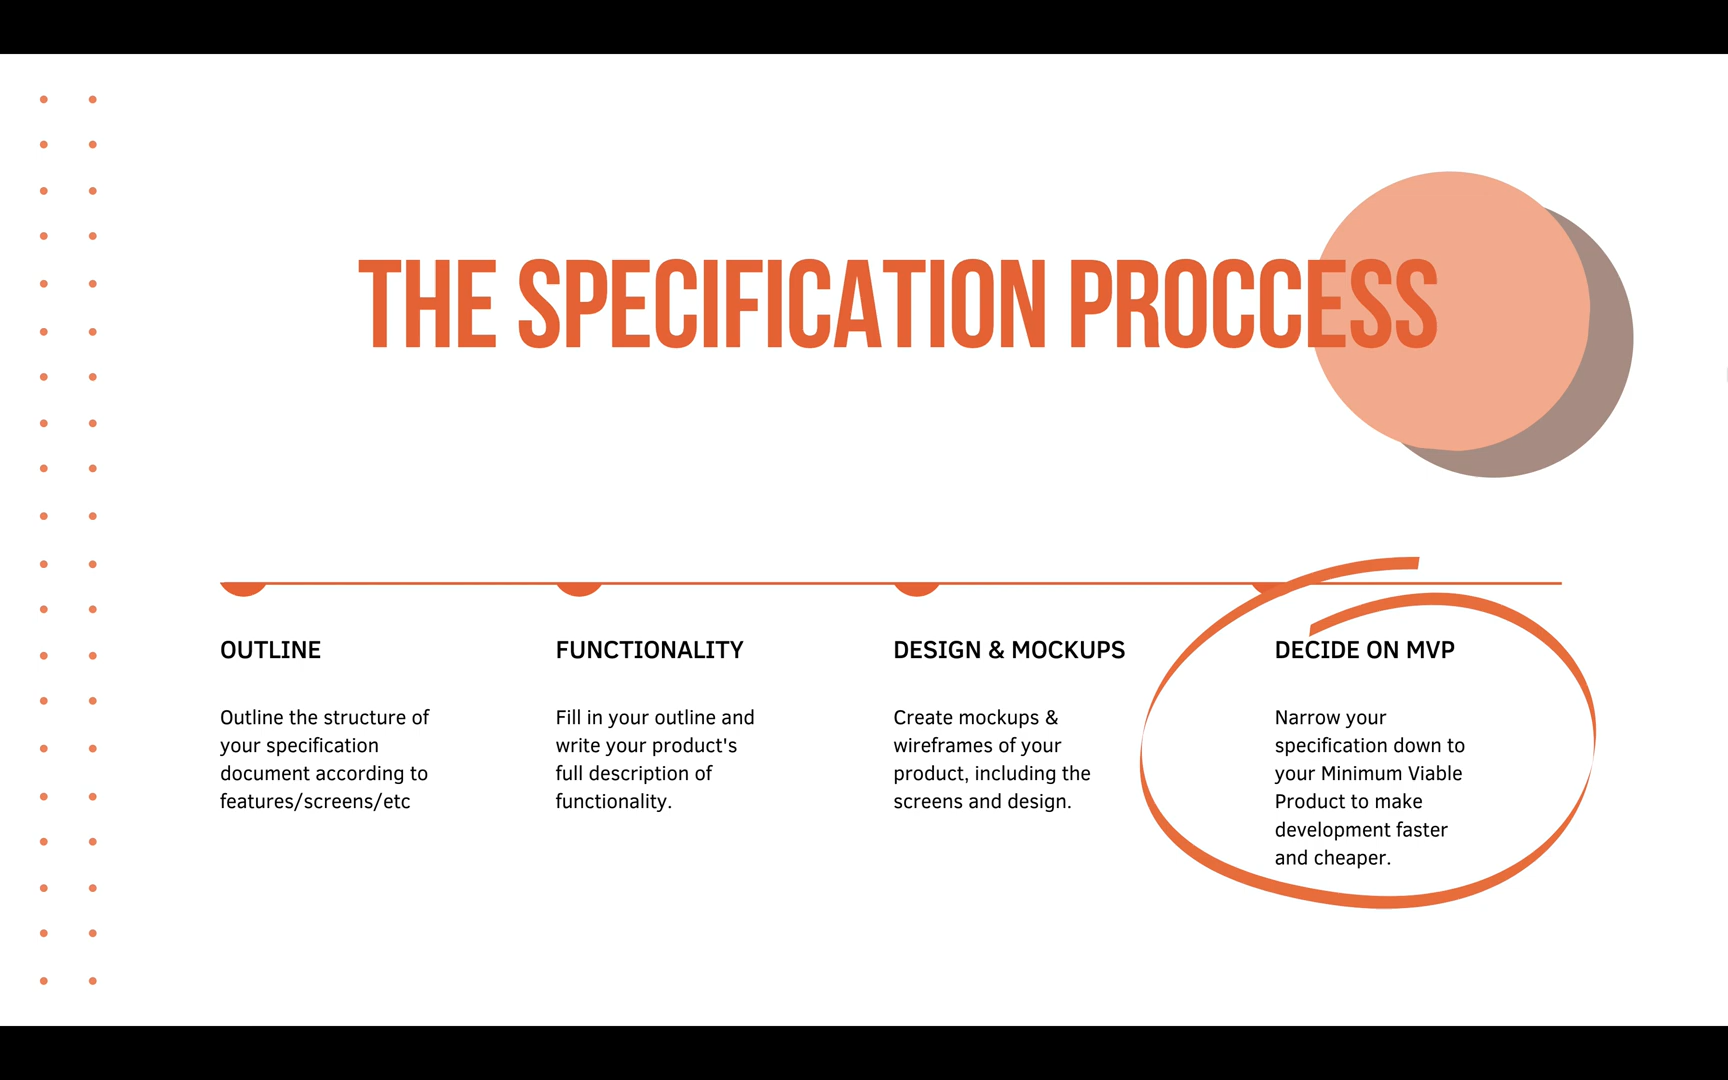 THE SPECIFICATION PROCCESS
OUTLINE
Outline the structure of
your specification
document according to
features/screens/etc
FUNCTIONALITY
Fill in your outline and
write your product's
full description of
functionality.
DESIGN & MOCKUPS
Create mockups &
wireframes of your
product, including the
screens and design.
DECIDE ON MVP
Narrow your
specification down to
your Minimum Viable
Product to make
development faster
and cheaper.